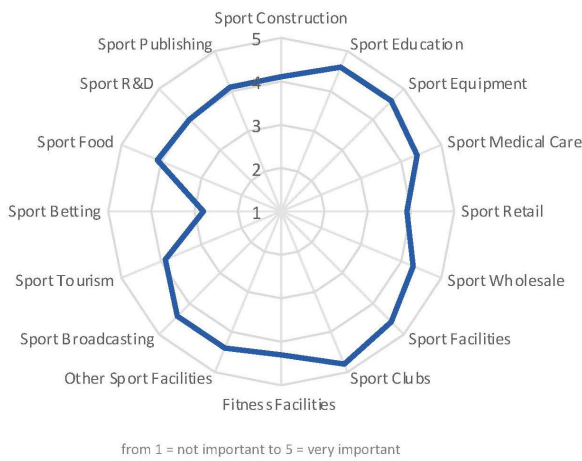 Sport Construction
5
Sport Publishing
Sport Education
Sport R&D
4
Sport Equipment
Sport Food
3
Sport Medical Care
2
Sport Betting
1
Sport Retail
Sport Tourism
Sport Wholesale
Sport Broadcasting
Sport Facilities
Other Sport Facilities
Sport Clubs
Fitness Facilities
from 1 = not important to 5 = very important